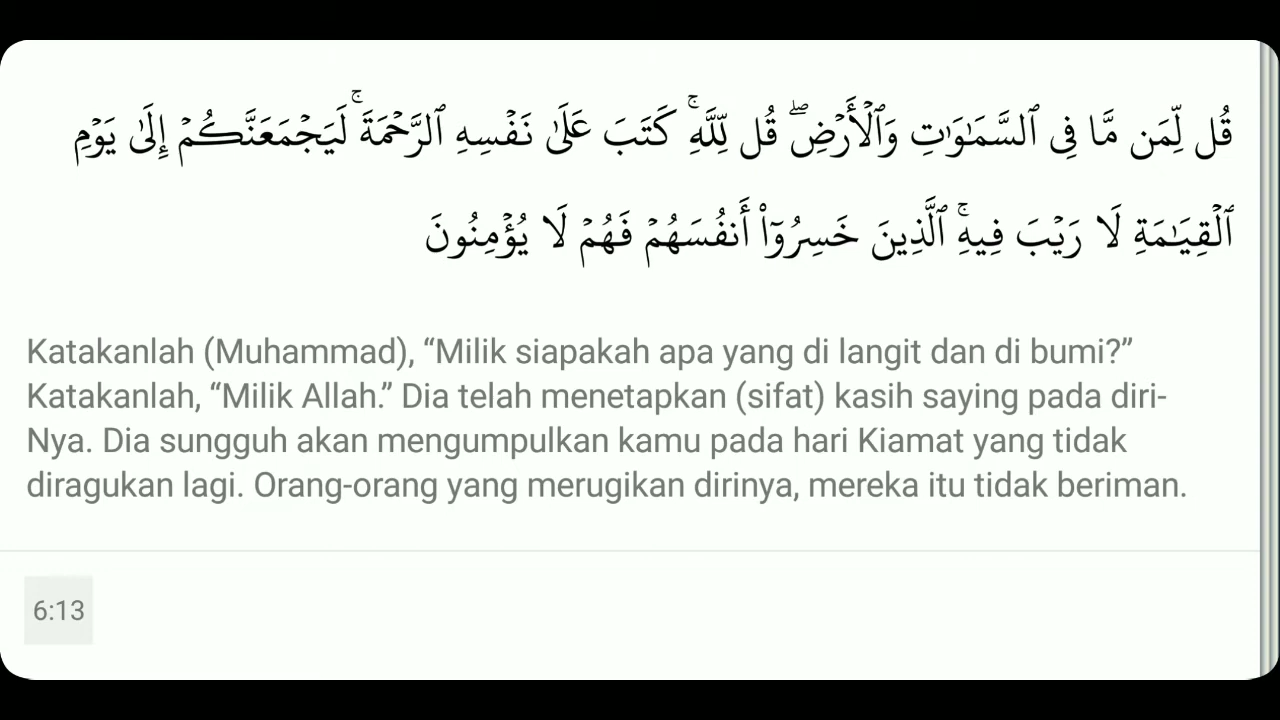 قُل لِّمَن مَّا فِى ٱلسَّمَٰوَٰتِ وَٱلْأَرْضِ ۖ قُل لِّلَّهِ ۚ كَتَبَ عَلَىٰ نَفْسِهِ ٱلرَّحْمَةَ ۚ لَيَجْمَعَنَّكُمْ إِلَىٰ يَوْمِ
ٱلْقِيَٰمَةِ لَا رَيْبَ فِيهِ ۚ ٱلَّذِينَ خَسِرُوٓا۟ أَنفُسَهُمْ فَهُمْ لَا يُؤْمِنُونَ
Katakanlah (Muhammad), “Milik siapakah apa yang di langit dan di bumi?”
Katakanlah, “Milik Allah.” Dia telah menetapkan (sifat) kasih saying pada diri-
Nya. Dia sungguh akan mengumpulkan kamu pada hari Kiamat yang tidak
diragukan lagi. Orang-orang yang merugikan dirinya, mereka itu tidak beriman.
6:13